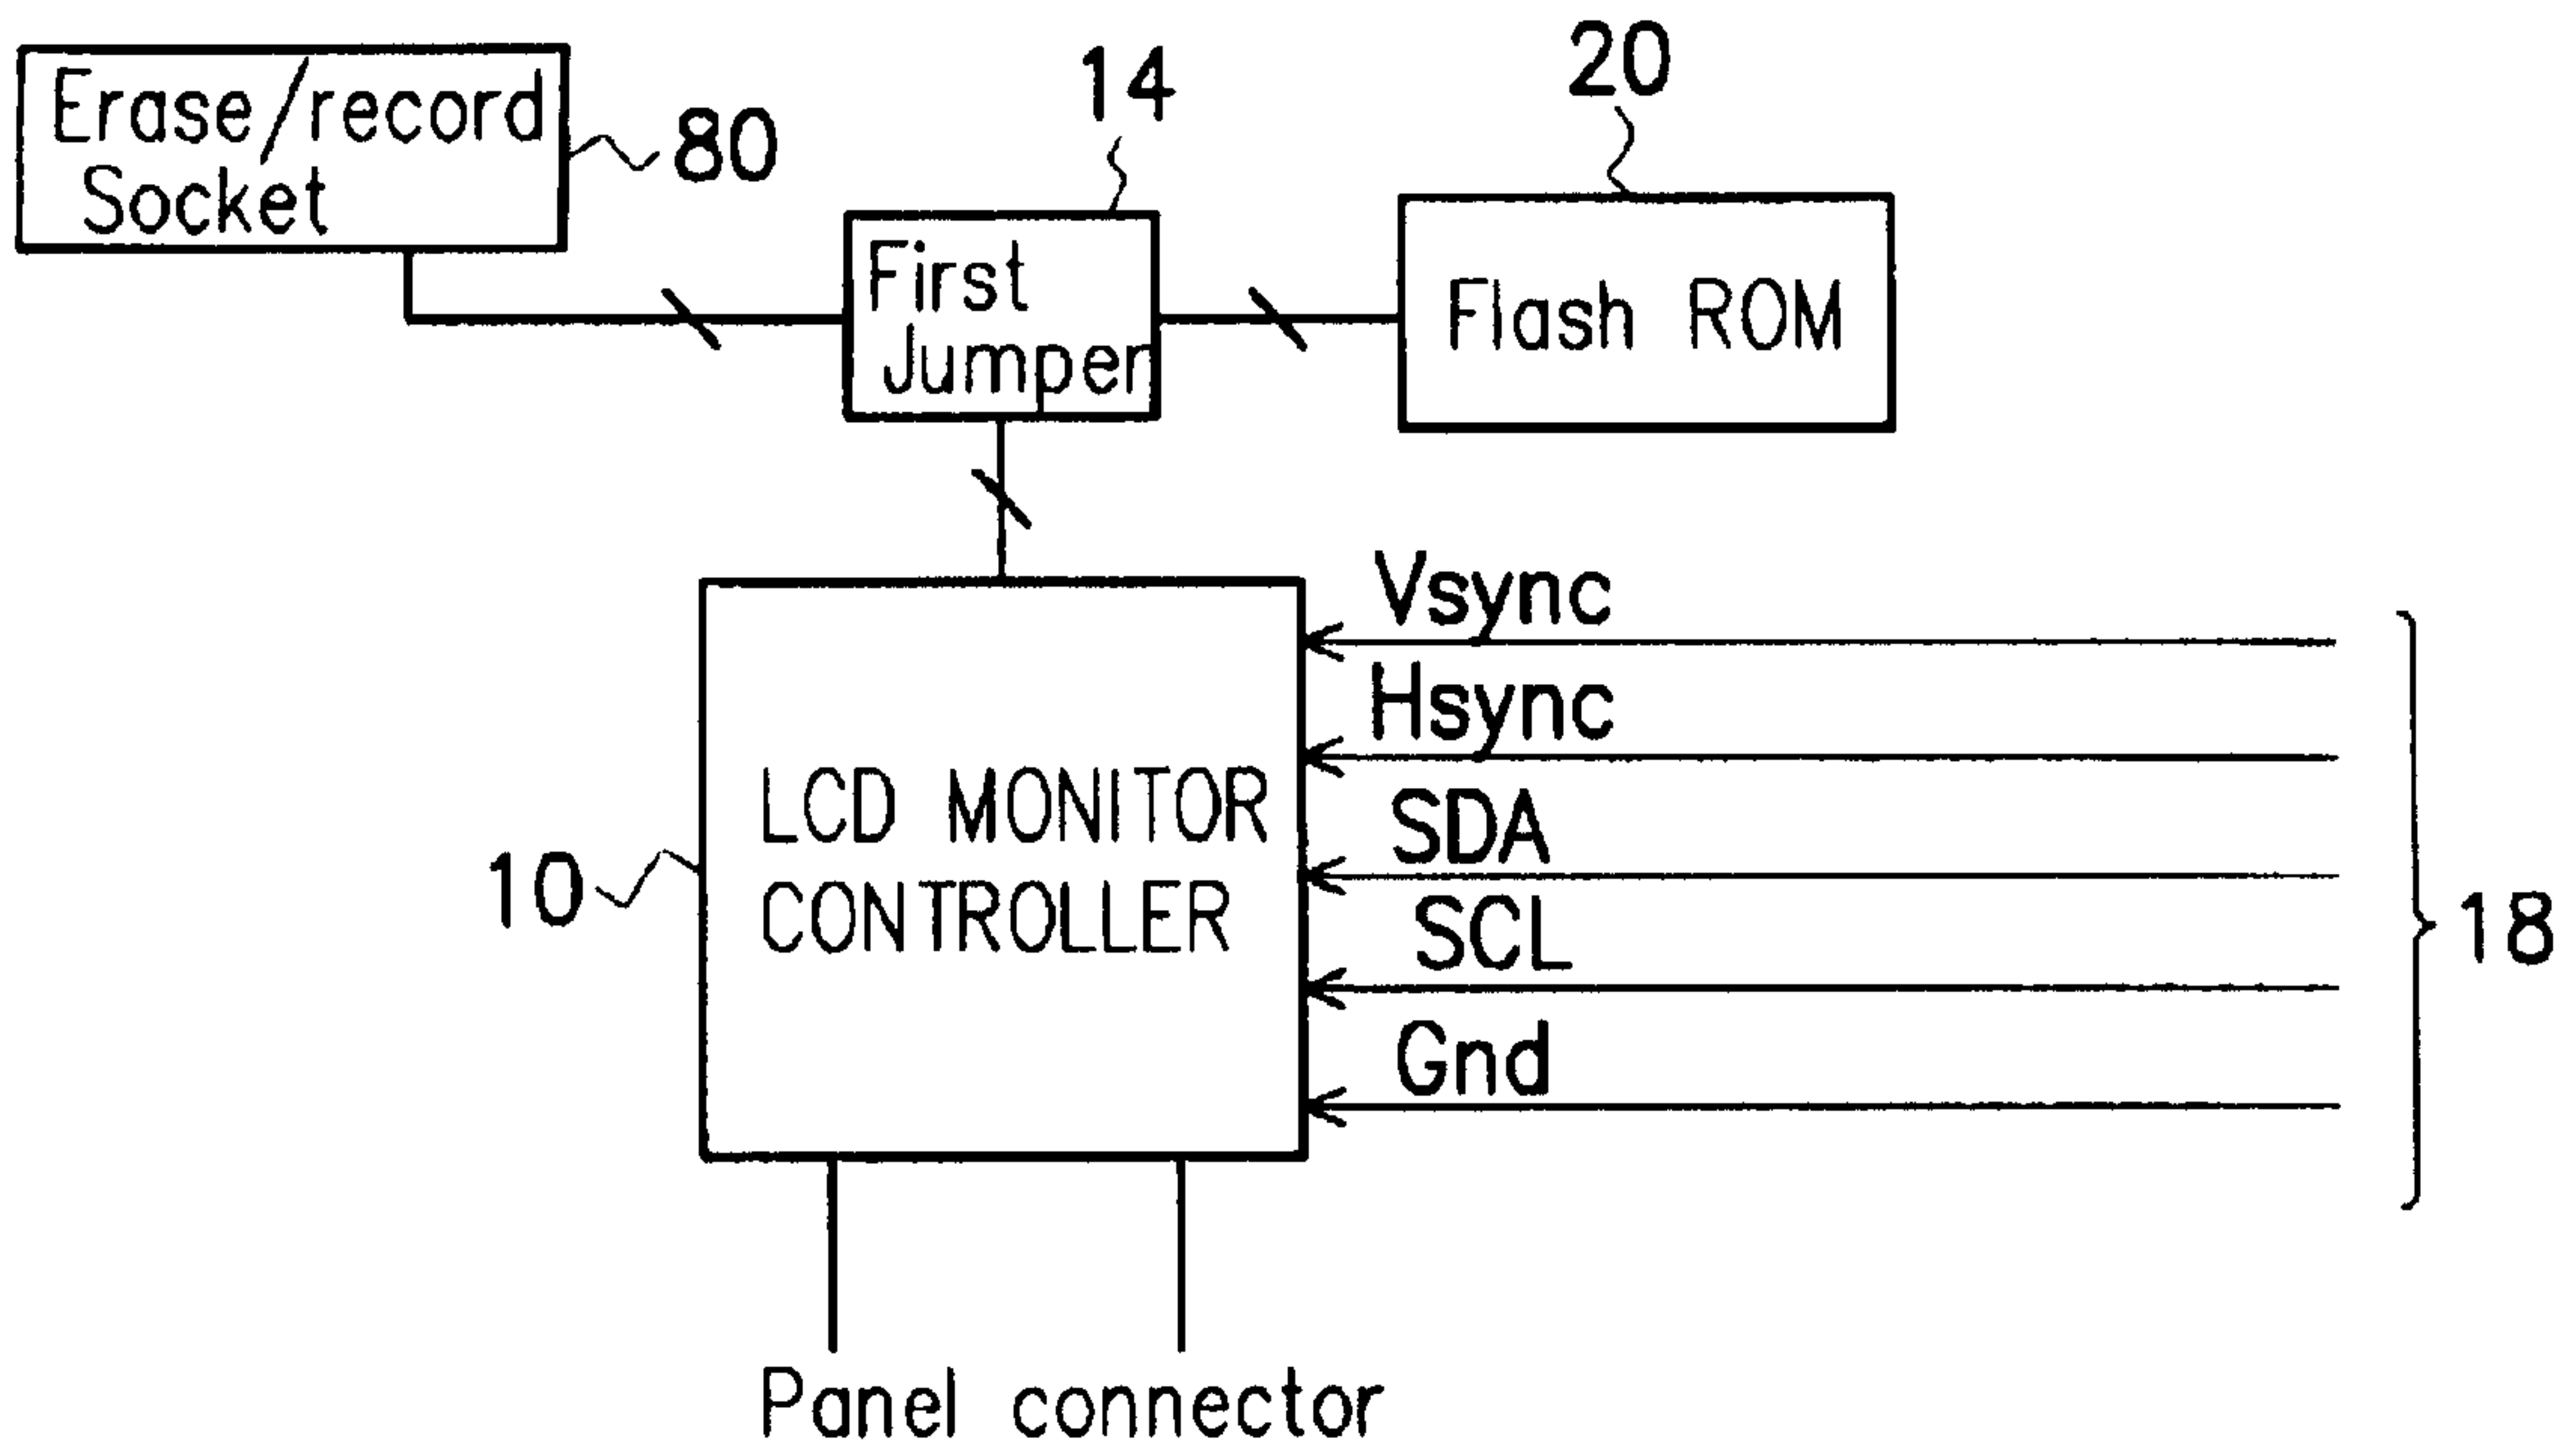 Erase/record
Socket
80
14
20
First
Jumper
Flash ROM
Vsync
Hsync
SDA
SCL
Gnd
18
LCD MONITOR
CONTROLLER
10
Panel connector